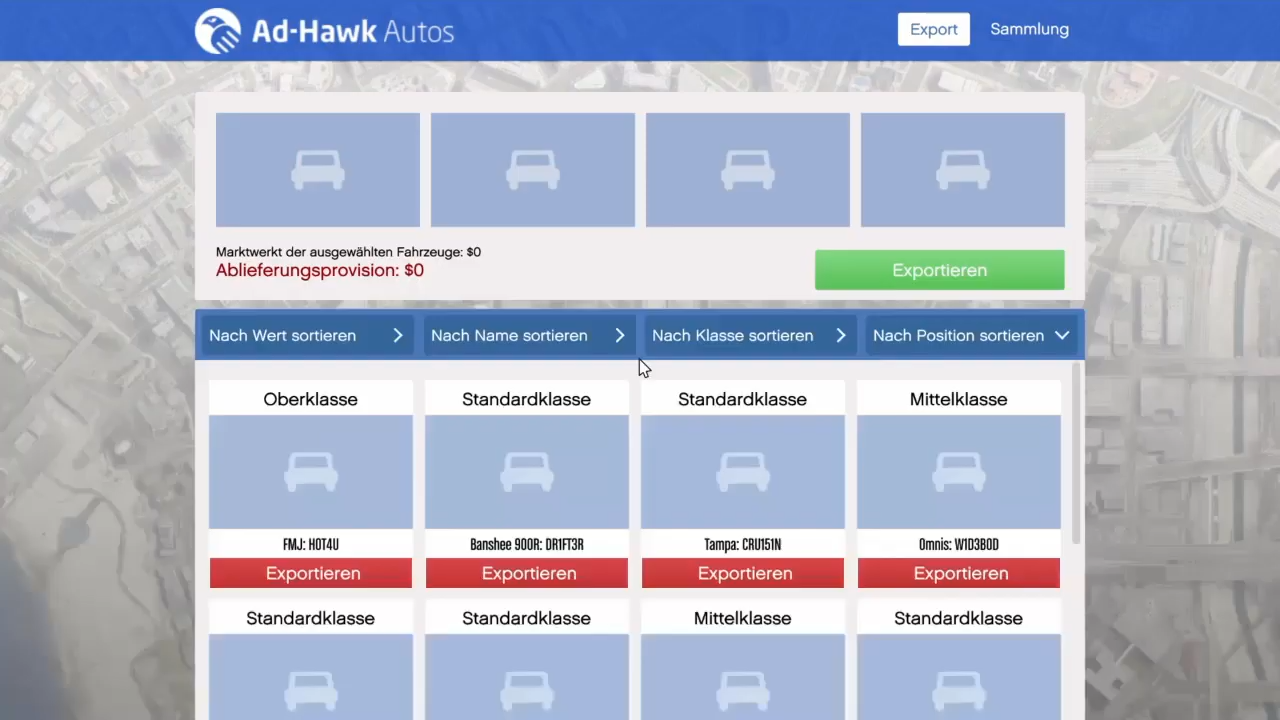 Ad-Hawk Autos
Export
Sammlung
Marktwerkt der ausgewählten Fahrzeuge: $0
Ablieferungsprovision: $0
Exportieren
Nach Wert sortieren
Nach Name sortieren
Nach Klasse sortieren
Nach Position sortieren
Oberklasse
Standardklasse
Standardklasse
Mittelklasse
FMJ: H0T4U
Banshee 900R: DR1FT3R
Tampa: CRU151N
Omnis: W1D3B0D
Exportieren
Exportieren
Exportieren
Exportieren
Standardklasse
Standardklasse
Mittelklasse
Standardklasse